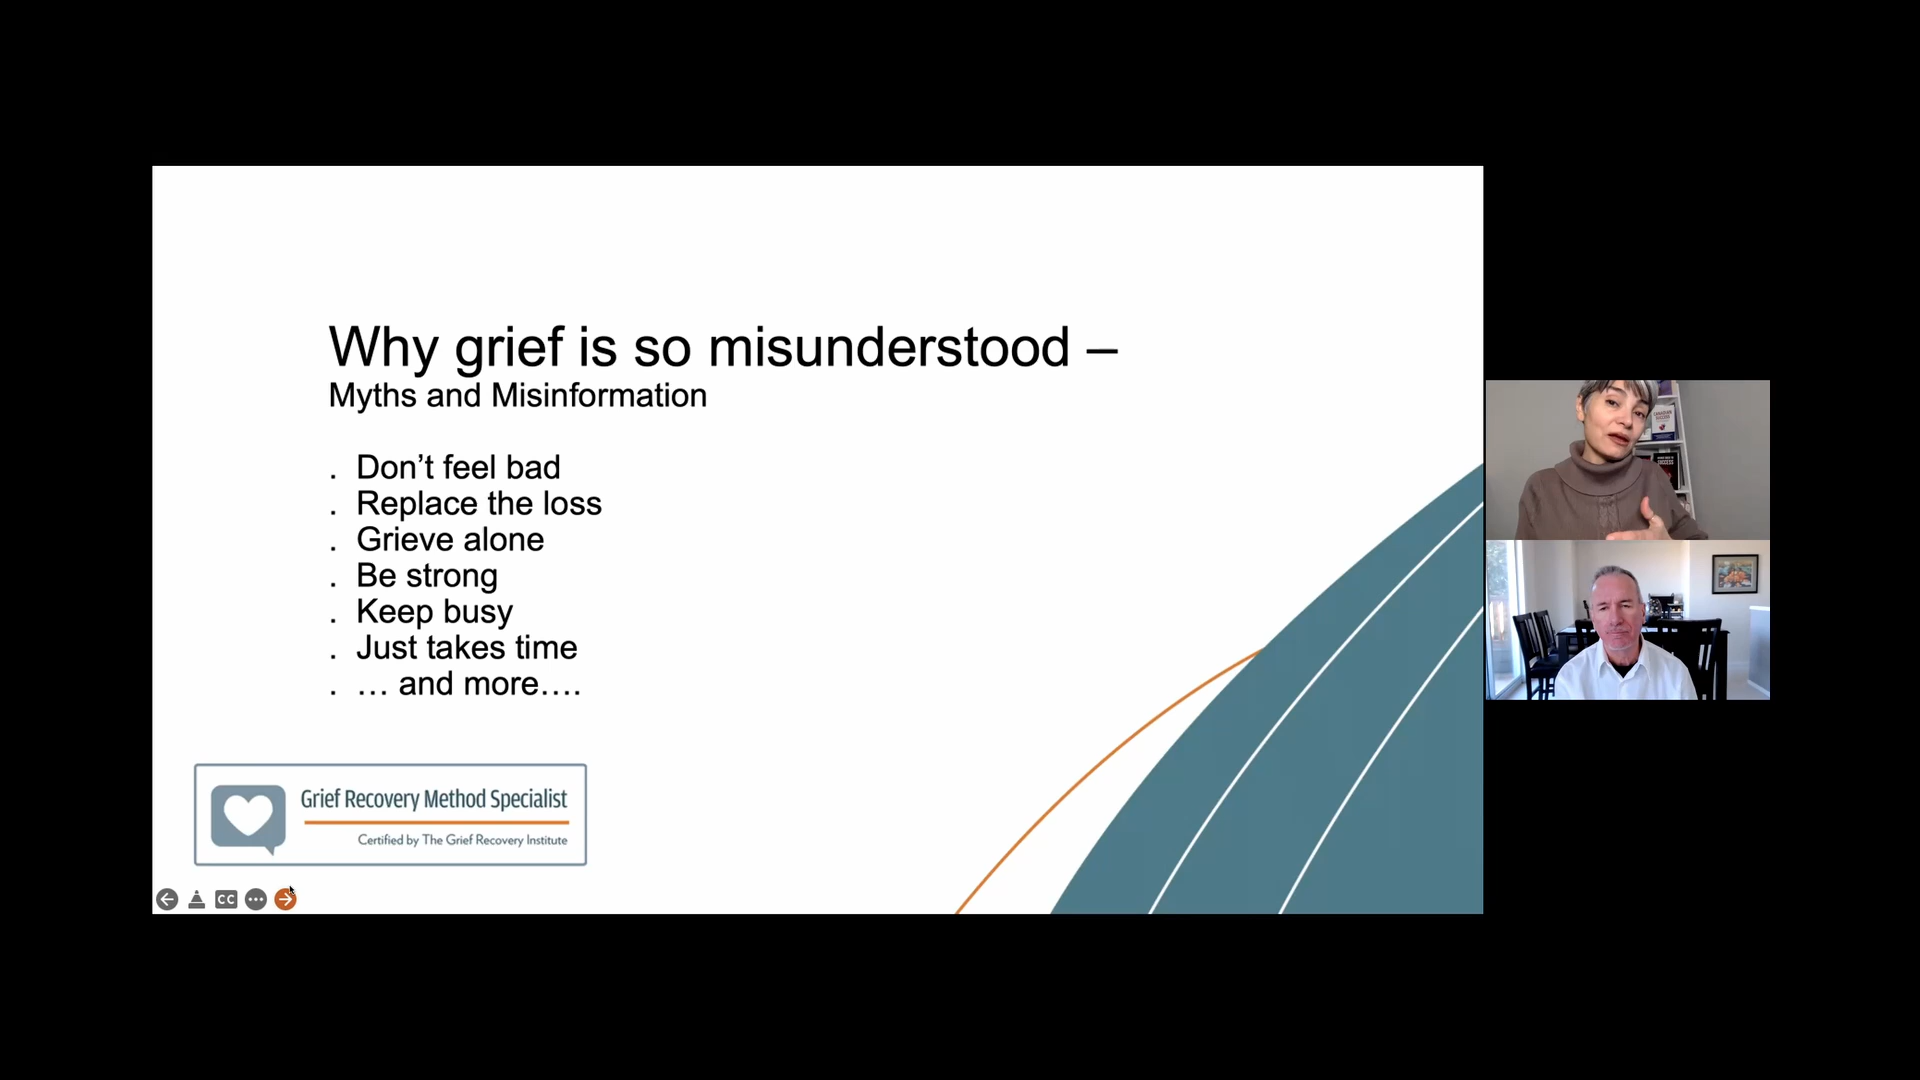 Why grief is so misunderstood –
Myths and Misinformation
. Don’t feel bad
. Replace the loss
. Grieve alone
. Be strong
. Keep busy
. Just takes time
. … and more….
Grief Recovery Method Specialist
Certified by The Grief Recovery Institute
CC
SUCCESS